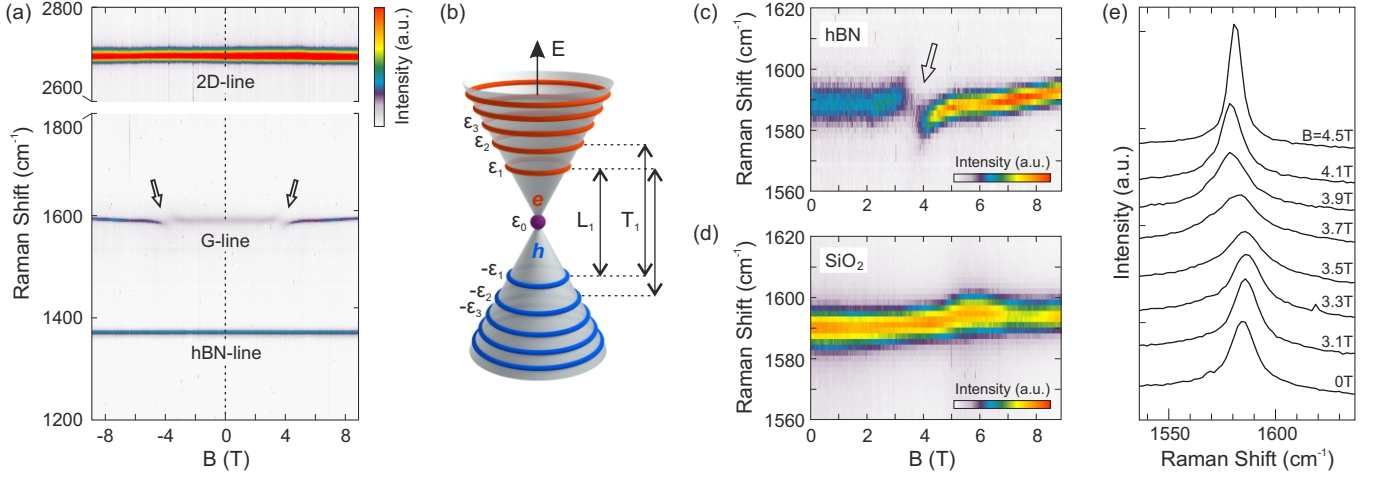 (a)
2800
2600
1800
1600
1400
1200
Raman Shift (cm-1)
2D-line
G-line
hBN-line
-8 -4 0 4 8
B (T)
Intensity (a.u.)
(b)
E
ε3
ε2
ε1
e
ε0
h
-ε1
-ε2
-ε3
L1
T1
(c)
1620
1600
1580
1560
Raman Shift (cm-1)
hBN
Intensity (a.u.)
(d)
1620
1600
1580
1560
Raman Shift (cm-1)
SiO2
Intensity (a.u.)
0 2 4 6 8
B (T)
(e)
Intensity (a.u.)
B=4.5T
4.1T
3.9T
3.7T
3.5T
3.3T
3.1T
0T
1550 1600
Raman Shift (cm-1)